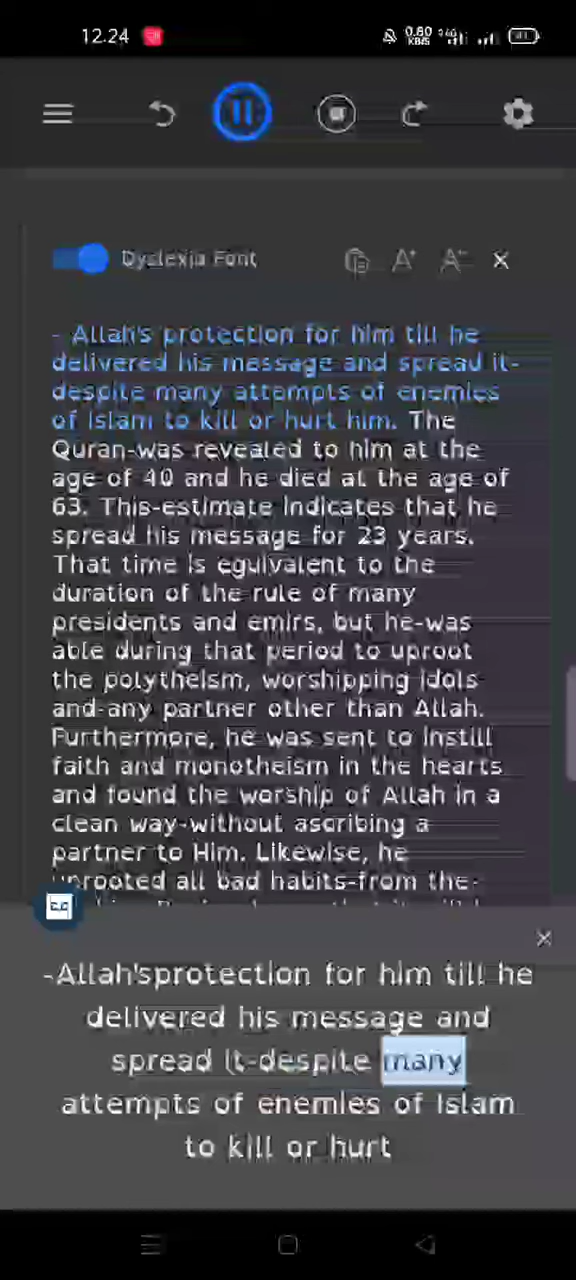 12.24
0.80
KB/S
Dyslexia Font
A+
A-
- Allah's protection for him till he
delivered his message and spread it-
despite many attempts of enemies
of Islam to kill or hurt him. The
Quran-was revealed to him at the
age of 40 and he died at the age of
63. This-estimate indicates that he
spread his message for 23 years.
That time is equivalent to the
duration of the rule of many
presidents and emirs, but he-was
able during that period to uproot
the polytheism, worshipping idols
and-any partner other than Allah.
Furthermore, he was sent to instill
faith and monotheism in the hearts
and found the worship of Allah in a
clean way-without ascribing a
partner to Him. Likewise, he
uprooted all bad habits-from the-
-Allah'sprotection for him till he
delivered his message and
spread it-despite many
attempts of enemies of Islam
to kill or hurt